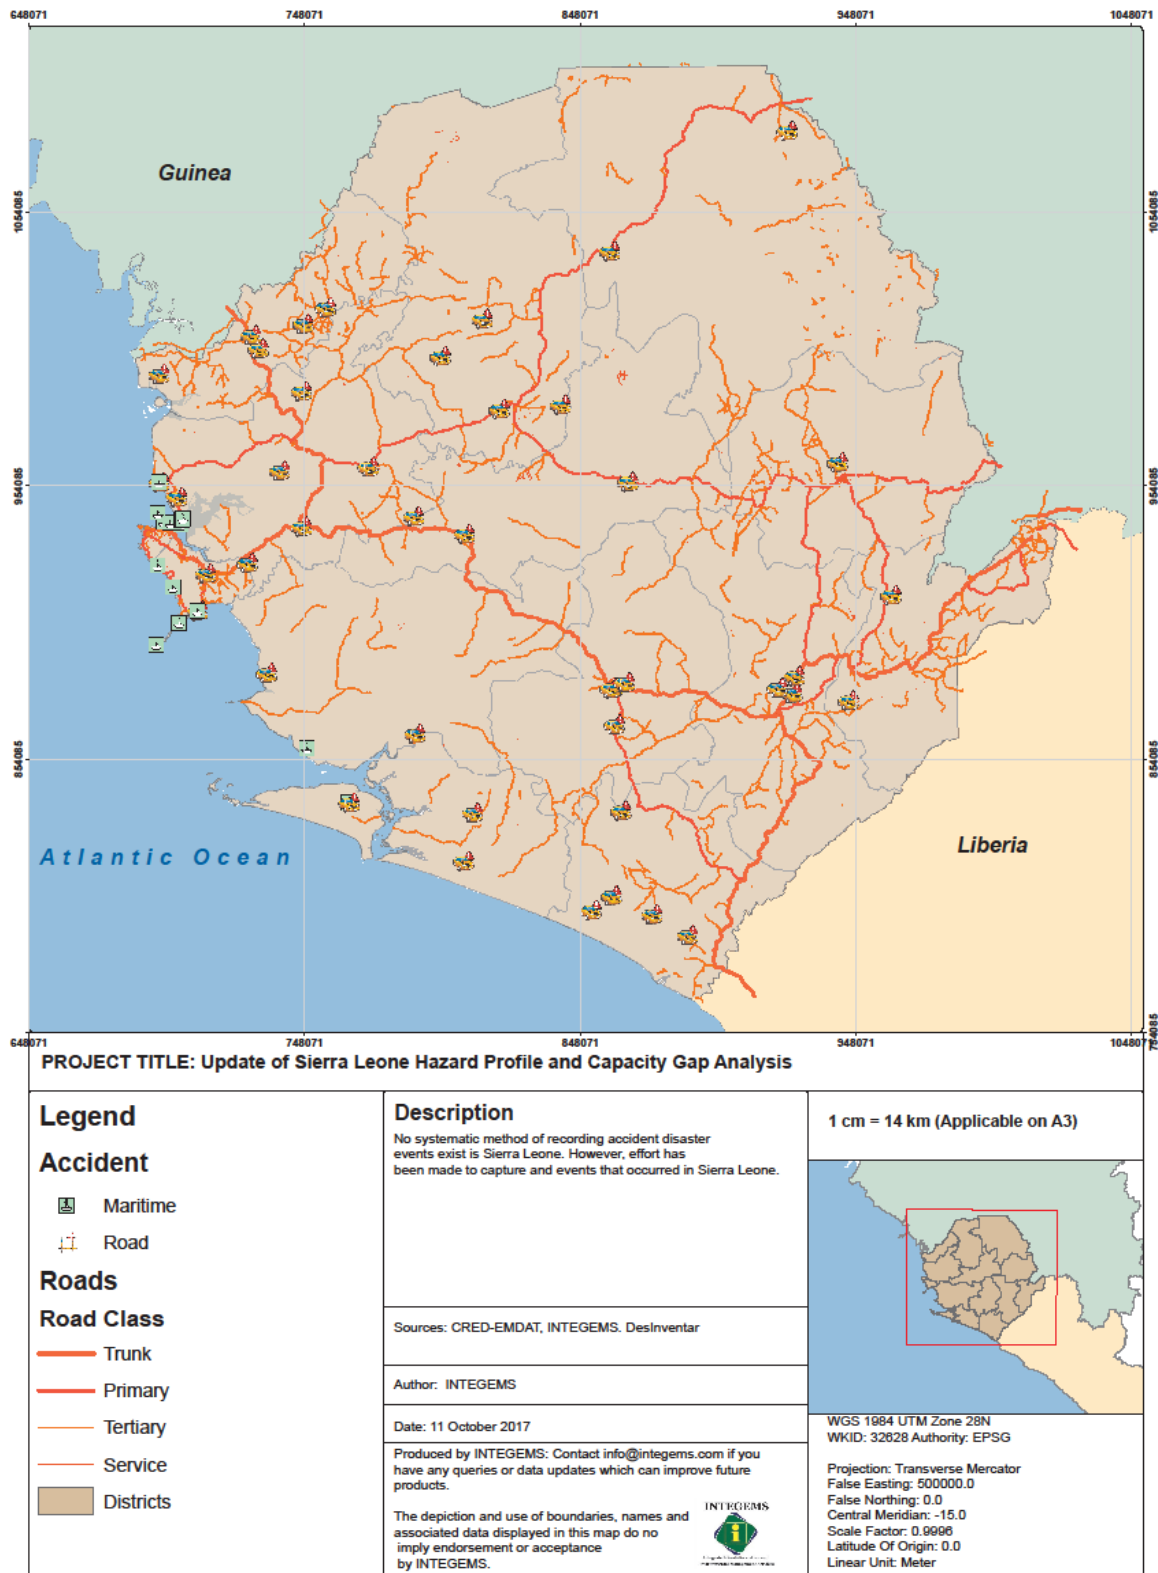 648071 748071 848071 948071 1048071
Guinea
1054085 1054085
954085 954085
854085 854085
Atlantic Ocean
Liberia
754085
648071 748071 848071 948071 1048071
PROJECT TITLE: Update of Sierra Leone Hazard Profile and Capacity Gap Analysis
Legend
Accident
Maritime
Road
Roads
Road Class
Trunk
Primary
Tertiary
Service
Districts
Description
No systematic method of recording accident disaster
events exist is Sierra Leone. However, effort has
been made to capture and events that occurred in Sierra Leone.
Sources: CRED-EMDAT, INTEGEMS. DesInventar
Author: INTEGEMS
Date: 11 October 2017
Produced by INTEGEMS: Contact info@integems.com if you
have any queries or data updates which can improve future
products.
The depiction and use of boundaries, names and
associated data displayed in this map do no
imply endorsement or acceptance
by INTEGEMS.
INTEGEMS
i
1 cm = 14 km (Applicable on A3)
WGS 1984 UTM Zone 28N
WKID: 32628 Authority: EPSG
Projection: Transverse Mercator
False Easting: 500000.0
False Northing: 0.0
Central Meridian: -15.0
Scale Factor: 0.9996
Latitude Of Origin: 0.0
Linear Unit: Meter